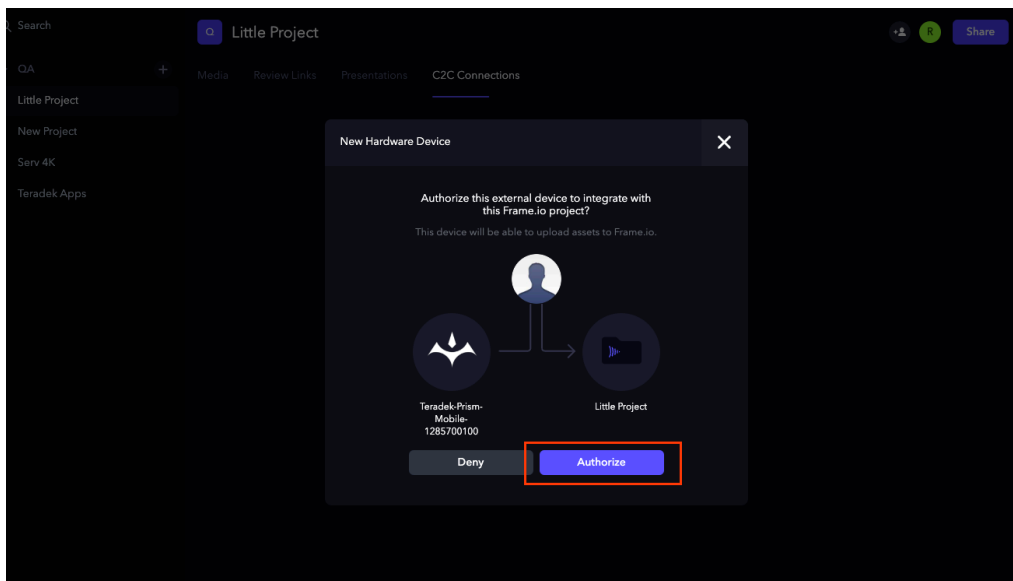 Search
Q
Little Project
R
Share
QA
+
Media
Review Links
Presentations
C2C Connections
Little Project
New Project
Serv 4K
Teradek Apps
New Hardware Device
Authorize this external device to integrate with
this Frame.io project?
This device will be able to upload assets to Frame.io.
Teradek-Prism-
Mobile-
1285700100
Little Project
Deny
Authorize